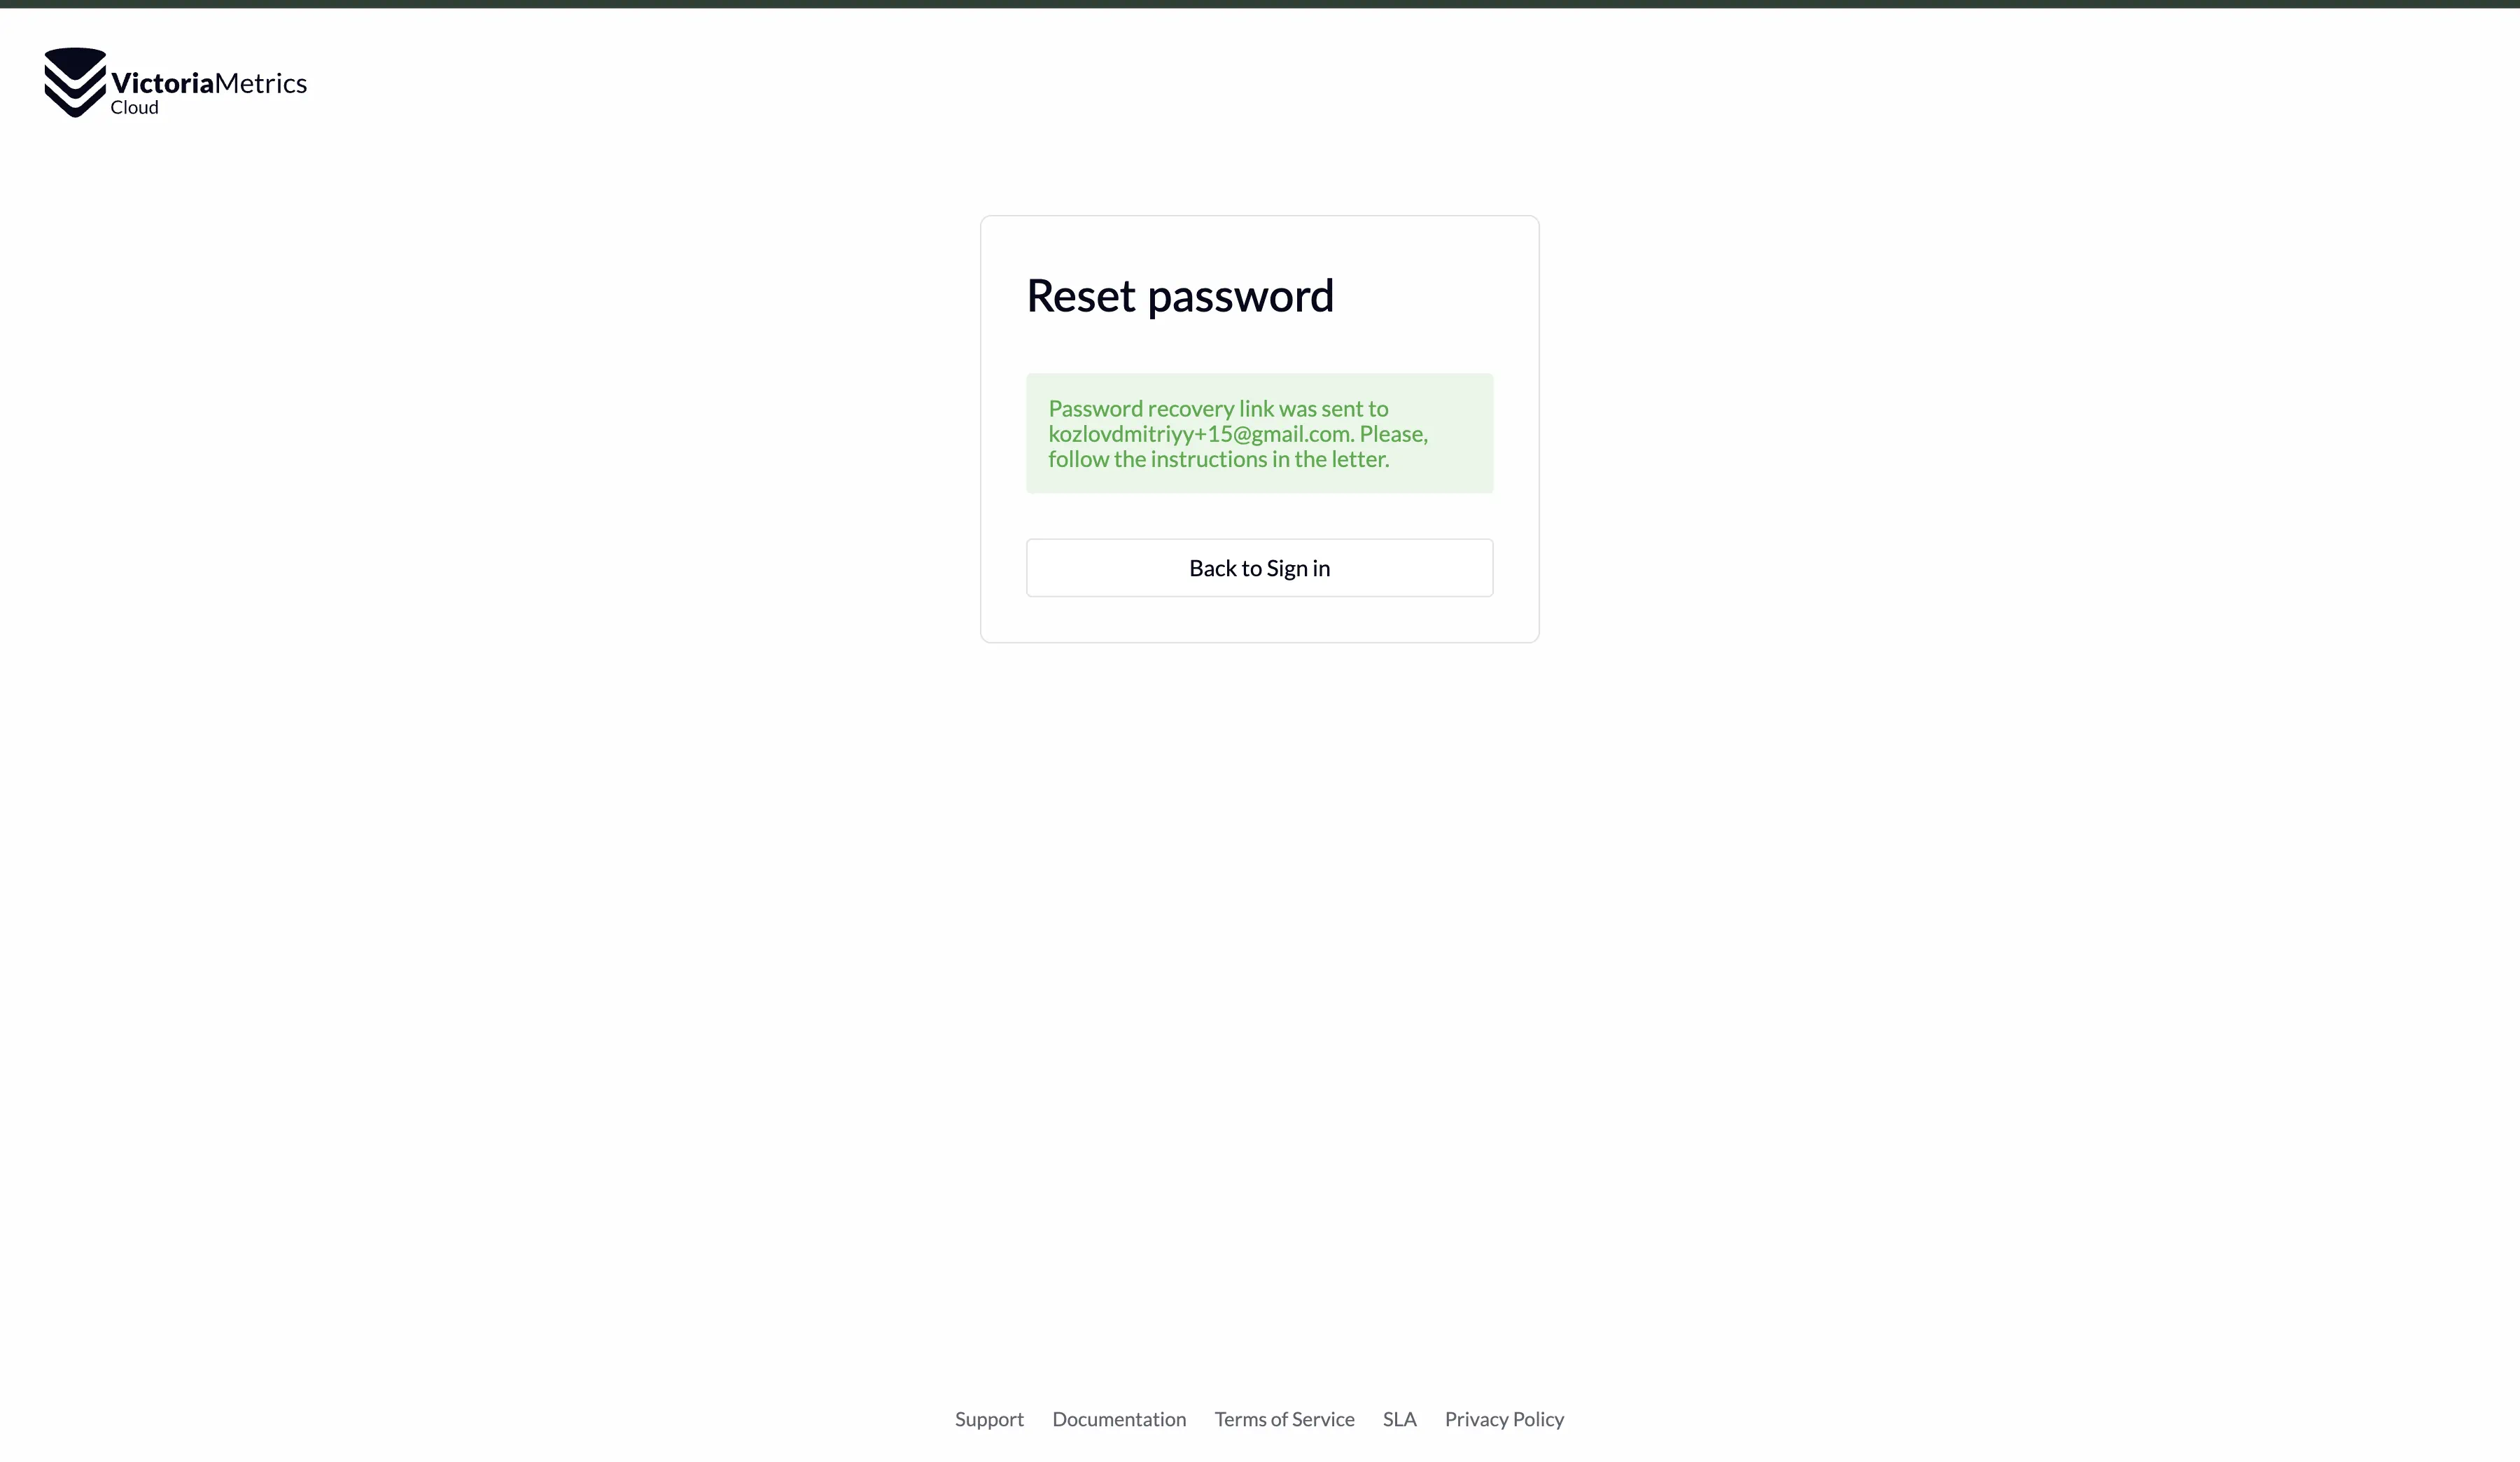 VictoriaMetrics
Cloud
Reset password
Password recovery link was sent to
kozlovdmitriyy+15@gmail.com. Please,
follow the instructions in the letter.
Back to Sign in
Support Documentation Terms of Service SLA Privacy Policy